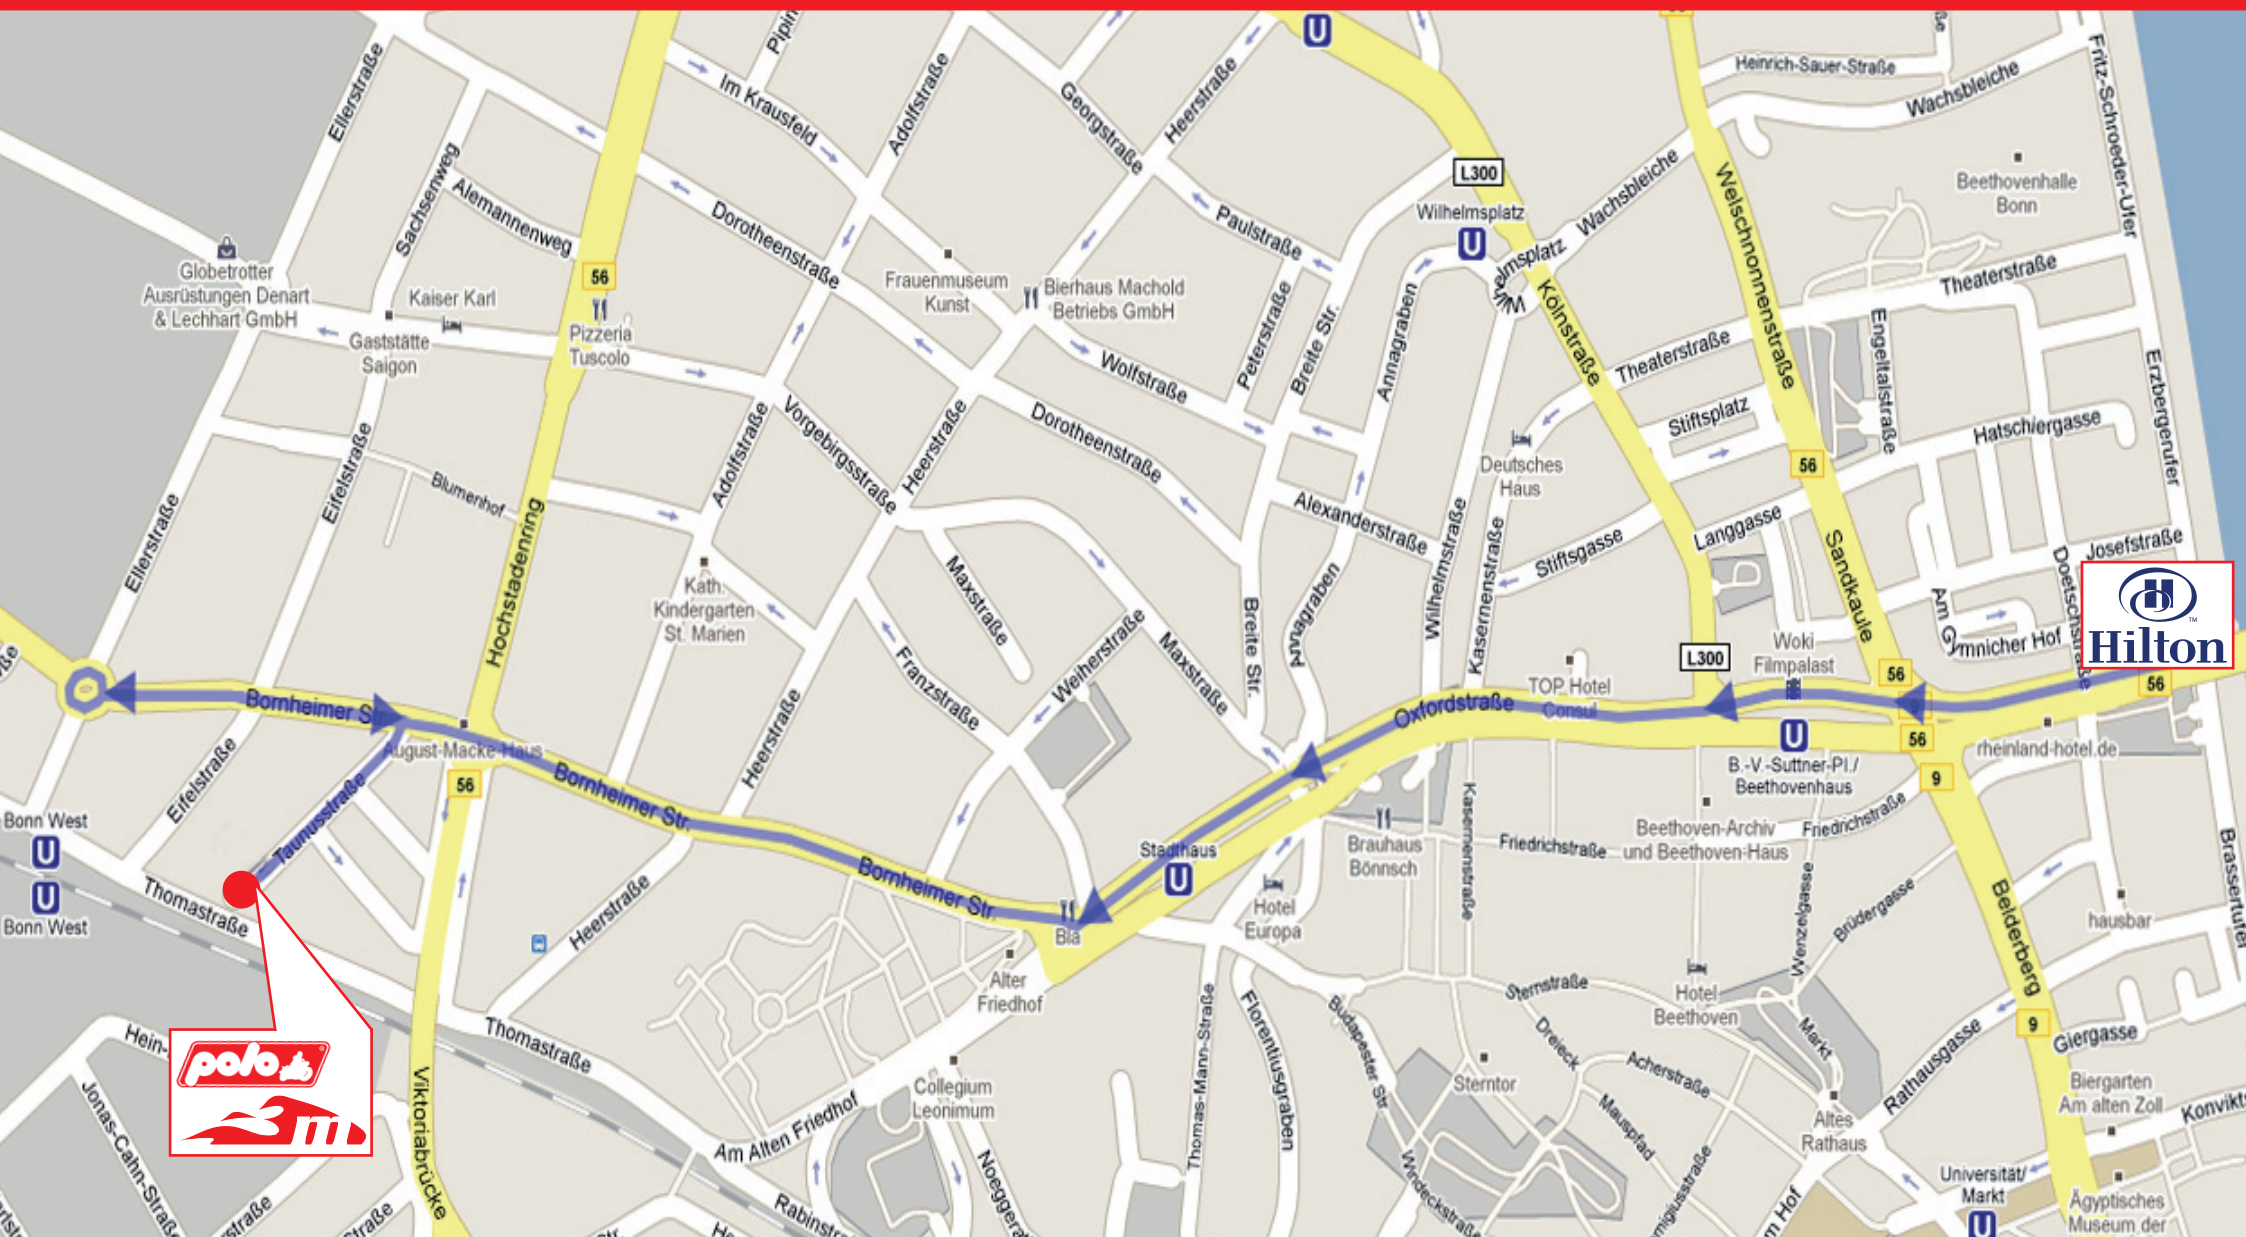 Ellerstraße
Pipin
Im Krausfeld
Adolfstraße
Georgstraße
Heerstraße
U
Heinrich-Sauer-Straße
Wachsbleiche
Fritz-Schroeder-Ufer
Sachsenweg
Alemannenweg
L300
Wilhelmsplatz
U
Wachsbleiche
Welschnonnenstraße
Beethovenhalle
Bonn
Dorotheenstraße
Paulstraße
Globetrotter
Ausrüstungen Denart
& Lechhart GmbH
Kaiser Karl
56
Frauenmuseum
Kunst
Bierhaus Machold
Betriebs GmbH
Theaterstraße
Gaststätte
Saigon
Pizzeria
Tuscolo
Peterstraße
Breite Str.
Annagraben
Kölnstraße
Theaterstraße
Engeltalstraße
Erzbergerufer
Wolfstraße
Adolfstraße
Vorgebirgsstraße
Heerstraße
Dorotheenstraße
Stiftsplatz
Hatschiergasse
Eifelstraße
Blumenhof
Deutsches
Haus
56
Ellerstraße
Hochstadenring
Alexanderstraße
Wilhelmstraße
Kasernenstraße
Stiftsgasse
Langgasse
Sandkaule
Josefstraße
Kath.
Kindergarten
St. Marien
Maxstraße
Breite Str.
Annagraben
Am Gymnicher Hof
Hilton
Franzstraße
Weiherstraße
Maxstraße
L300
Woki
Filmpalast
56
56
Bornheimer Str.
Heerstraße
Oxfordstraße
TOP Hotel
Consul
August-Macke-Haus
56
Bornheimer Str.
U
B.-V.-Suttner-Pl./
Beethovenhaus
56
9
rheinland-hotel.de
Eifelstraße
Taunusstraße
Bonn West
U
U
Bonn West
Thomastraße
Heerstraße
Bornheimer Str.
Stadthaus
U
Bla
Brauhaus
Bönnsch
Kasernenstraße
Friedrichstraße
Beethoven-Archiv
und Beethoven-Haus
Friedrichstraße
Wenzelgasse
Brüdergasse
Belderberg
Brassertufer
hausbar
Hotel
Europa
Alter
Friedhof
Hotel
Beethoven
Sternstraße
9
Giergasse
Hein-
polo
3m
Thomastraße
Viktoriabrücke
Jonas-Cahn-Straße
Collegium
Leonimum
Am Alten Friedhof
Thomas-Mann-Straße
Florentiusgraben
Budapester Str.
Sterntor
Dreieck
Acherstraße
Mauspfad
Markt
Altes
Rathaus
Rathausgasse
Biergarten
Am alten Zoll
Konvikt
Noeggerat
Rabinstr
Windeckstraße
Universität/
Markt
U
Ägyptisches
Museum der